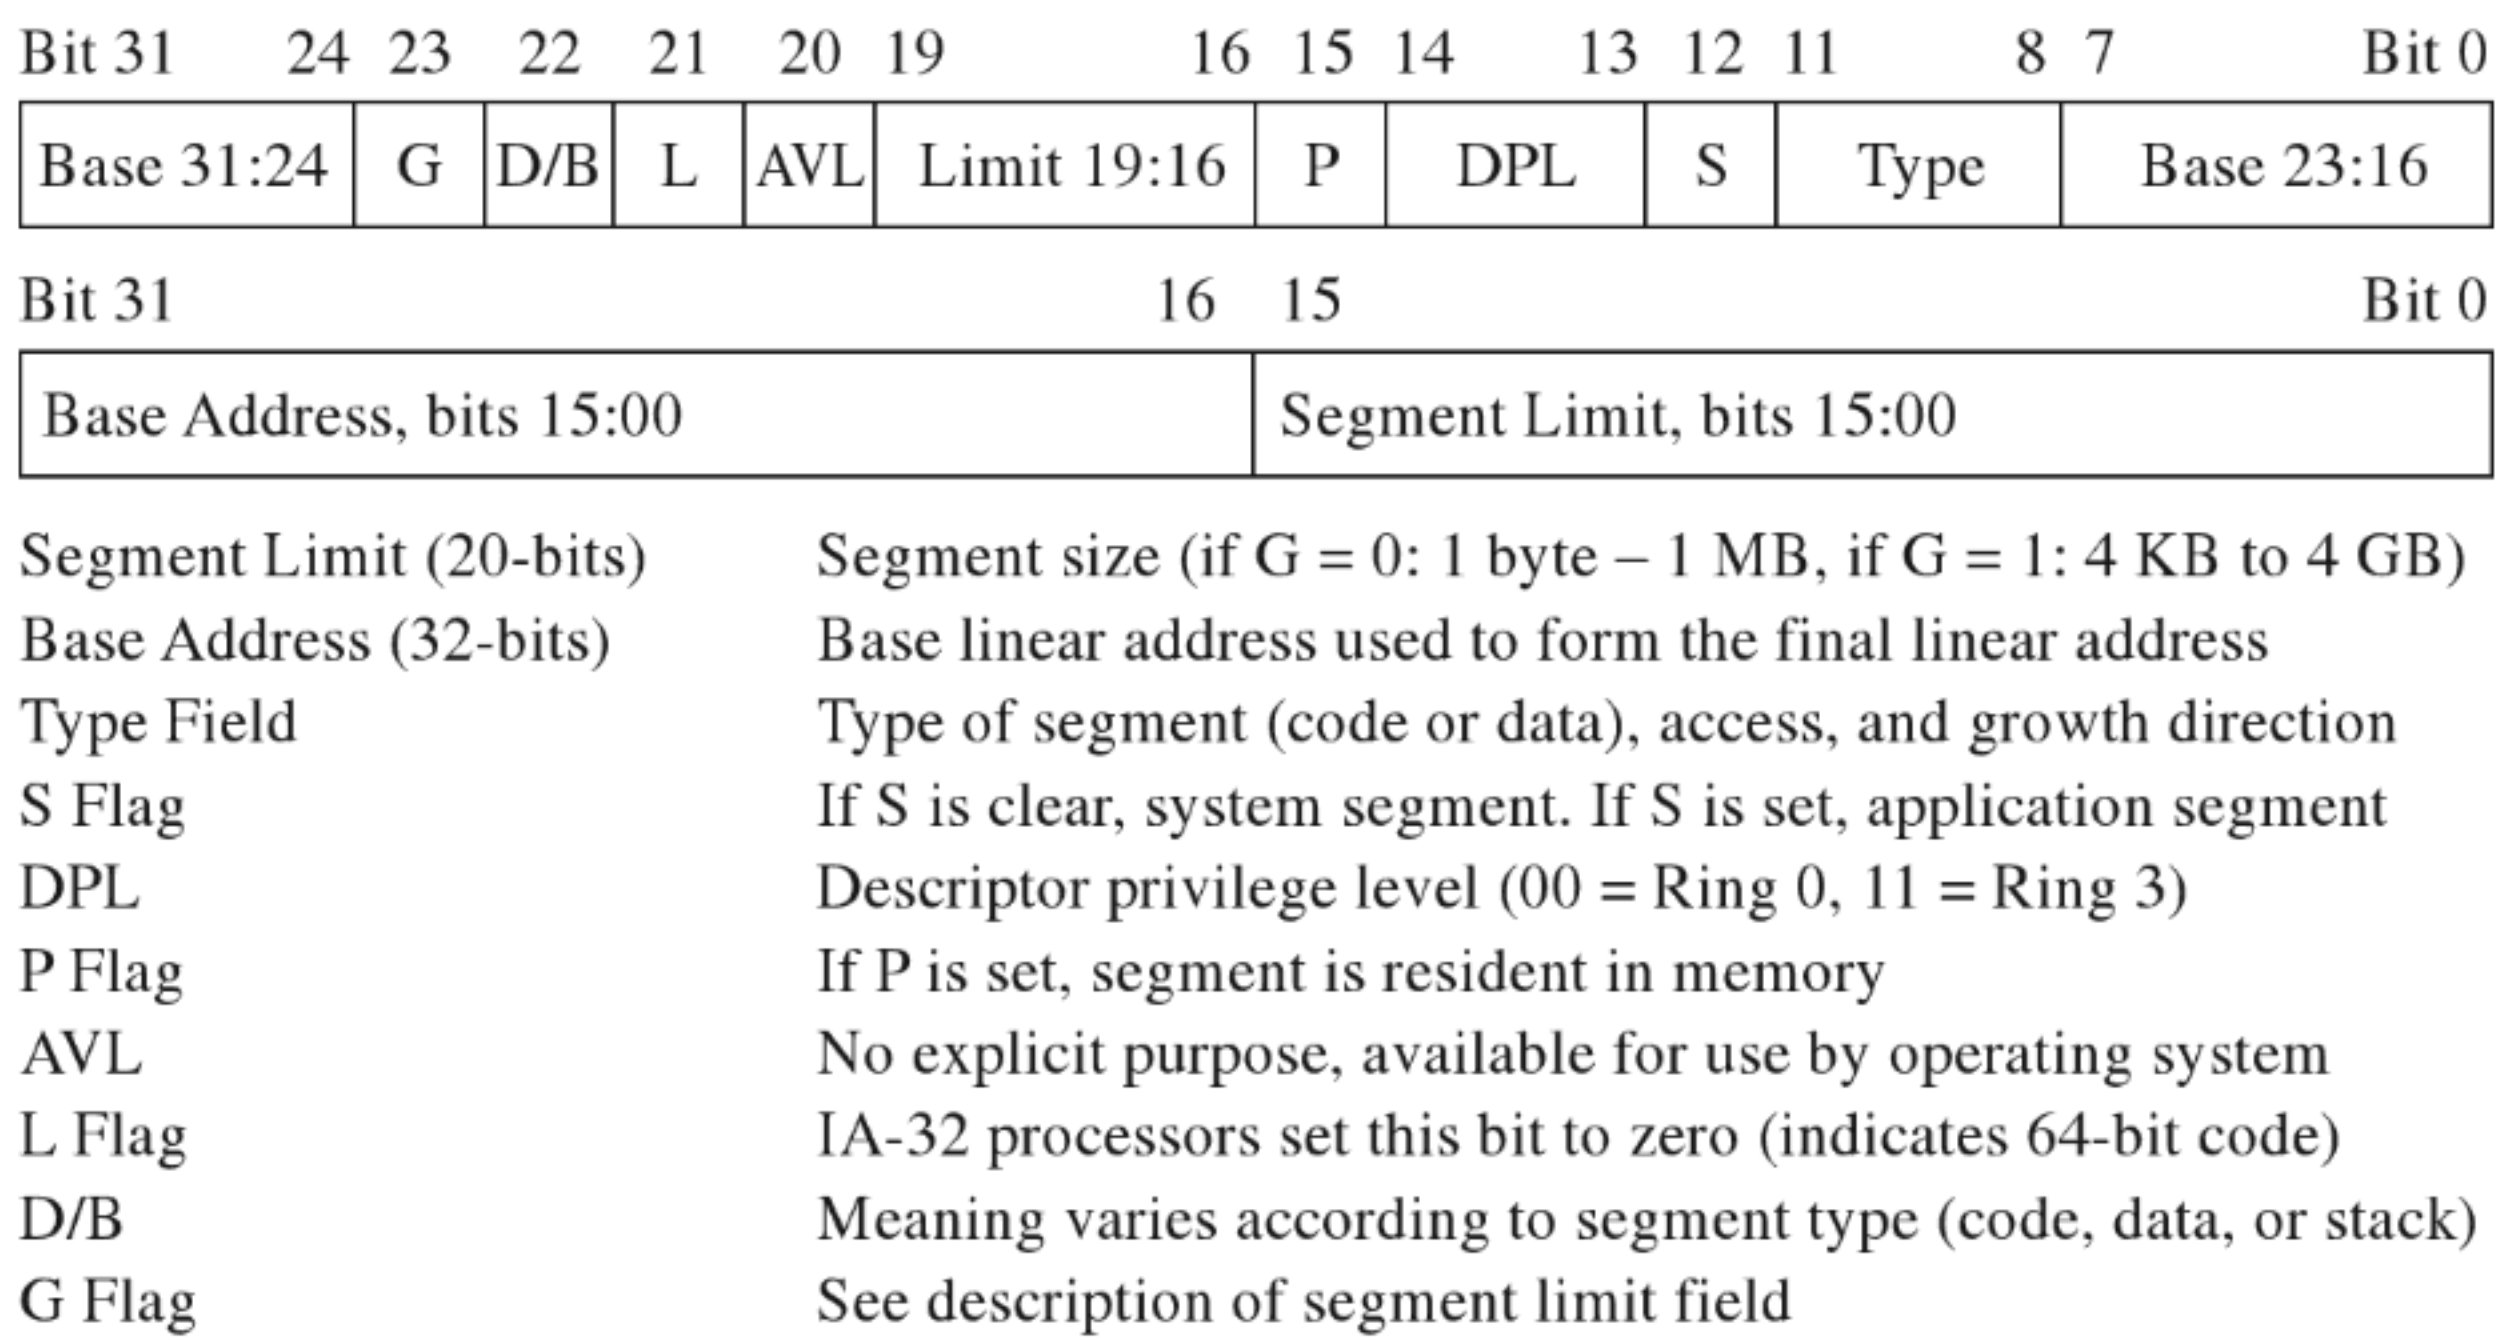 Bit 31 24 23 22 21 20 19 16 15 14 13 12 11 8 7 Bit 0
Base 31:24 G D/B L AVL Limit 19:16 P DPL S Type Base 23:16
Bit 31 16 15 Bit 0
Base Address, bits 15:00 Segment Limit, bits 15:00
Segment Limit (20-bits) Segment size (if G = 0: 1 byte – 1 MB, if G = 1: 4 KB to 4 GB)
Base Address (32-bits) Base linear address used to form the final linear address
Type Field Type of segment (code or data), access, and growth direction
S Flag If S is clear, system segment. If S is set, application segment
DPL Descriptor privilege level (00 = Ring 0, 11 = Ring 3)
P Flag If P is set, segment is resident in memory
AVL No explicit purpose, available for use by operating system
L Flag IA-32 processors set this bit to zero (indicates 64-bit code)
D/B Meaning varies according to segment type (code, data, or stack)
G Flag See description of segment limit field